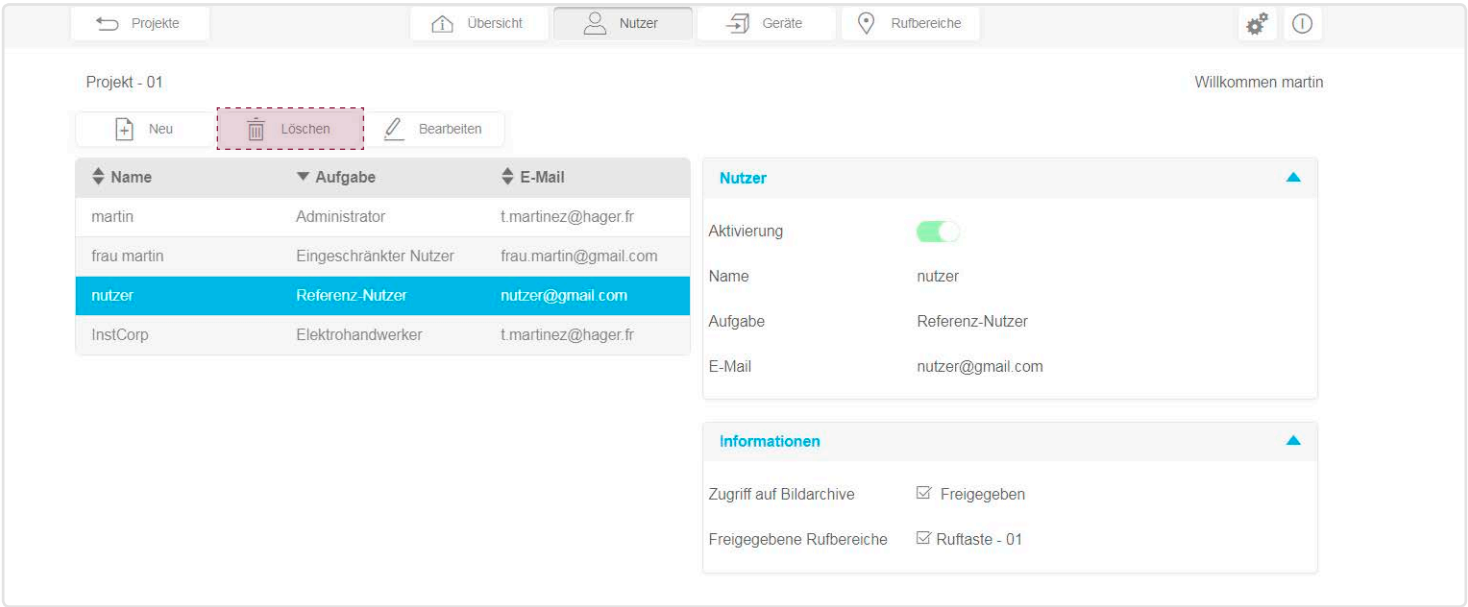 Projekte Übersicht Nutzer Geräte Rufbereiche
Projekt - 01 Willkommen martin
Neu Löschen Bearbeiten
Name Aufgabe E-Mail
martin Administrator t.martinez@hager.fr
frau martin Eingeschränkter Nutzer frau.martin@gmail.com
nutzer Referenz-Nutzer nutzer@gmail.com
InstCorp Elektrohandwerker t.martinez@hager.fr
Nutzer
Aktivierung
Name nutzer
Aufgabe Referenz-Nutzer
E-Mail nutzer@gmail.com
Informationen
Zugriff auf Bildarchive Freigegeben
Freigegebene Rufbereiche Ruftaste - 01